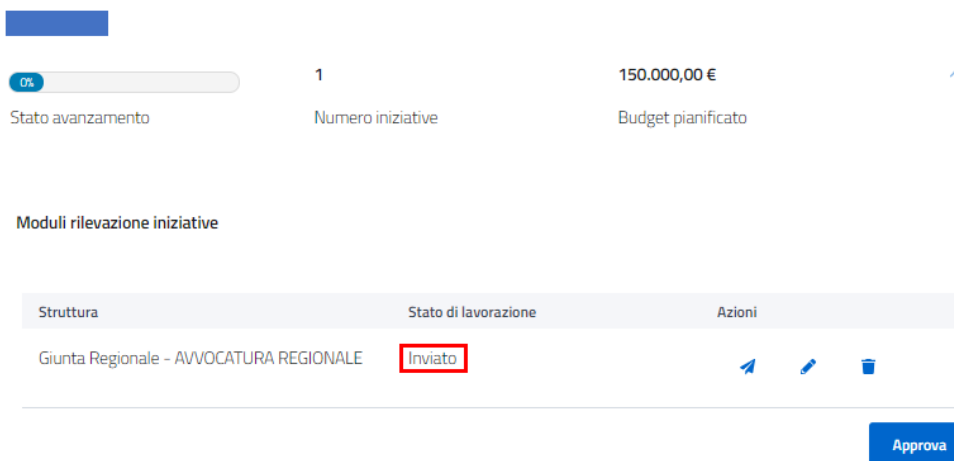 0%
1
150.000,00 €
Stato avanzamento
Numero iniziative
Budget pianificato
Moduli rilevazione iniziative
Struttura Stato di lavorazione Azioni
Giunta Regionale - AVVOCATURA REGIONALE Inviato
Approva